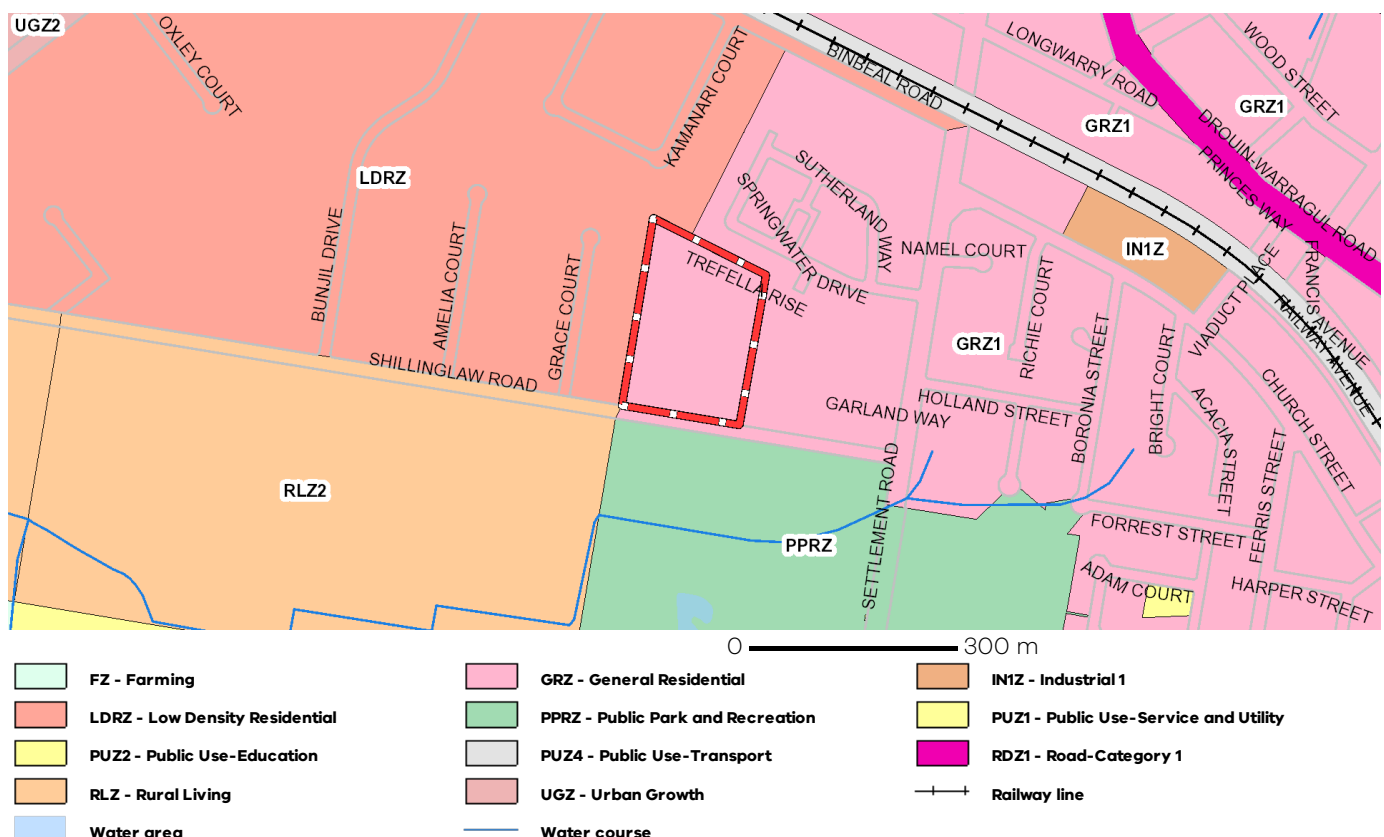 UGZ2
OXLEY COURT
KAMANARI COURT
BINBEAL ROAD
LONGWARRY ROAD
WOOD STREET
GRZ1
GRZ1
DROUIN-WARRAGUL ROAD
PRINCES WAY
LDRZ
SUTHERLAND WAY
SPRINGWATER DRIVE
NAMEL COURT
IN1Z
BUNJIL DRIVE
AMELIA COURT
GRACE COURT
TREFELLA RISE
RICHIE COURT
VIADUCT PLACE
FRANCIS AVENUE
RAILWAY AVENUE
GRZ1
BORONIA STREET
BRIGHT COURT
SHILLINGLAW ROAD
GARLAND WAY
HOLLAND STREET
ACACIA STREET
CHURCH STREET
RLZ2
SETTLEMENT ROAD
FERRIS STREET
FORREST STREET
PPRZ
ADAM COURT
HARPER STREET
0 300 m
FZ - Farming
GRZ - General Residential
IN1Z - Industrial 1
LDRZ - Low Density Residential
PPRZ - Public Park and Recreation
PUZ1 - Public Use-Service and Utility
PUZ2 - Public Use-Education
PUZ4 - Public Use-Transport
RDZ1 - Road-Category 1
RLZ - Rural Living
UGZ - Urban Growth
Railway line
Water area
Water course